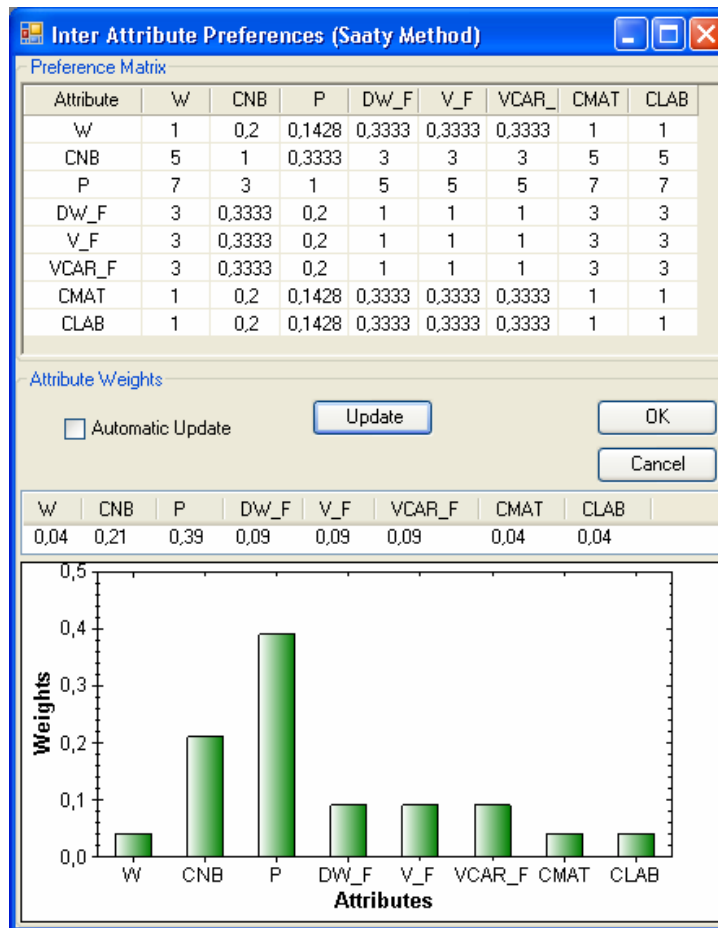 Inter Attribute Preferences (Saaty Method)
Preference Matrix
Attribute W CNB P DW_F V_F VCAR_ CMAT CLAB
W 1 0,2 0,1428 0,3333 0,3333 0,3333 1 1
CNB 5 1 0,3333 3 3 3 5 5
P 7 3 1 5 5 5 7 7
DW_F 3 0,3333 0,2 1 1 1 3 3
V_F 3 0,3333 0,2 1 1 1 3 3
VCAR_F 3 0,3333 0,2 1 1 1 3 3
CMAT 1 0,2 0,1428 0,3333 0,3333 0,3333 1 1
CLAB 1 0,2 0,1428 0,3333 0,3333 0,3333 1 1
Attribute Weights
Automatic Update Update OK
Cancel
W CNB P DW_F V_F VCAR_F CMAT CLAB
0,04 0,21 0,39 0,09 0,09 0,09 0,04 0,04
0,5
0,4
0,3
0,2
0,1
0,0
Weights
W CNB P DW_F V_F VCAR_F CMAT CLAB
Attributes